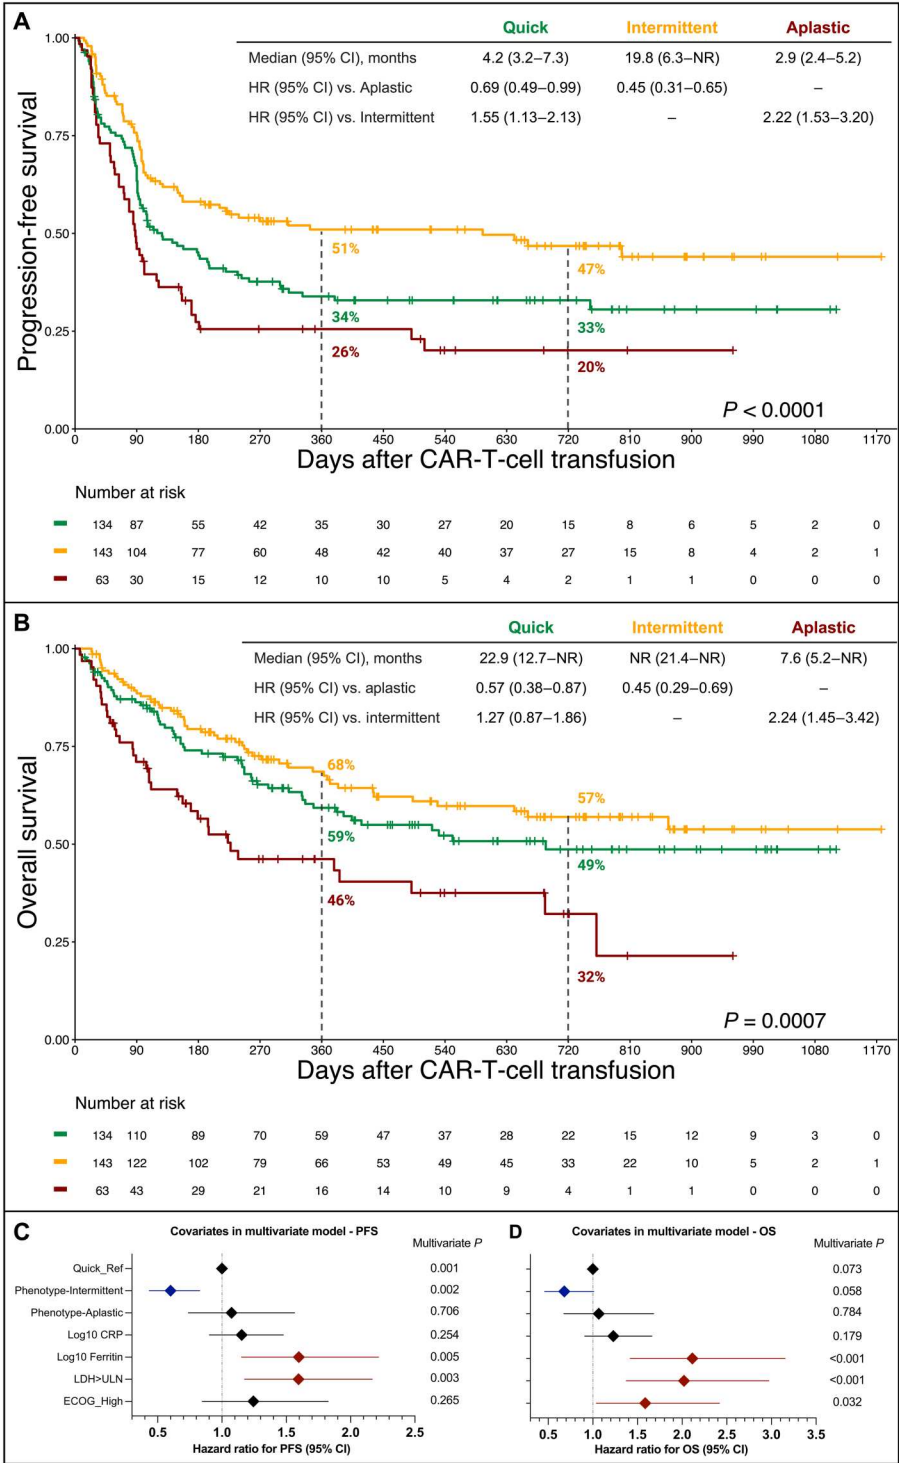 A
Quick Intermittent Aplastic
Median (95% CI), months 4.2 (3.2–7.3) 19.8 (6.3–NR) 2.9 (2.4–5.2)
HR (95% CI) vs. Aplastic 0.69 (0.49–0.99) 0.45 (0.31–0.65) –
HR (95% CI) vs. Intermittent 1.55 (1.13–2.13) – 2.22 (1.53–3.20)
Progression-free survival
1.00
0.75
0.50
0.25
0.00
51%
47%
34%
33%
26%
20%
P < 0.0001
0 90 180 270 360 450 540 630 720 810 900 990 1080 1170
Days after CAR-T-cell transfusion
Number at risk
134 87 55 42 35 30 27 20 15 8 6 5 2 0
143 104 77 60 48 42 40 37 27 15 8 4 2 1
63 30 15 12 10 10 5 4 2 1 1 0 0 0
B
Quick Intermittent Aplastic
Median (95% CI), months 22.9 (12.7–NR) NR (21.4–NR) 7.6 (5.2–NR)
HR (95% CI) vs. aplastic 0.57 (0.38–0.87) 0.45 (0.29–0.69) –
HR (95% CI) vs. intermittent 1.27 (0.87–1.86) – 2.24 (1.45–3.42)
Overall survival
1.00
0.75
0.50
0.25
0.00
68%
57%
59%
49%
46%
32%
P = 0.0007
0 90 180 270 360 450 540 630 720 810 900 990 1080 1170
Days after CAR-T-cell transfusion
Number at risk
134 110 89 70 59 47 37 28 22 15 12 9 3 0
143 122 102 79 66 53 49 45 33 22 10 5 2 1
63 43 29 21 16 14 10 9 4 1 1 0 0 0
C
Covariates in multivariate model - PFS
Multivariate P
Quick_Ref 0.001
Phenotype-Intermittent 0.002
Phenotype-Aplastic 0.706
Log10 CRP 0.254
Log10 Ferritin 0.005
LDH>ULN 0.003
ECOG_High 0.265
0.5 1.0 1.5 2.0 2.5
Hazard ratio for PFS (95% CI)
D
Covariates in multivariate model - OS
Multivariate P
0.073
0.058
0.784
0.179
<0.001
<0.001
0.032
0.5 1.0 1.5 2.0 2.5 3.0 3.5
Hazard ratio for OS (95% CI)